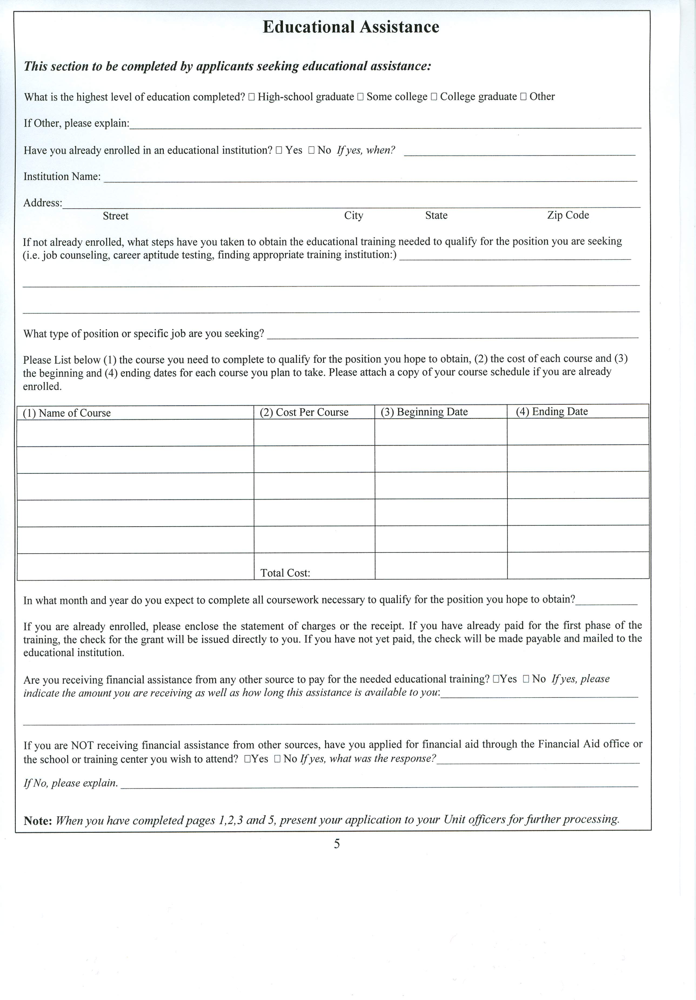 Educational Assistance
This section to be completed by applicants seeking educational assistance:
What is the highest level of education completed? □ High-school graduate □ Some college □ College graduate □ Other
If Other, please explain:
Have you already enrolled in an educational institution? □ Yes □ No If yes, when?
Institution Name:
Address:
Street City State Zip Code
If not already enrolled, what steps have you taken to obtain the educational training needed to qualify for the position you are seeking
(i.e. job counseling, career aptitude testing, finding appropriate training institution:)
What type of position or specific job are you seeking?
Please List below (1) the course you need to complete to qualify for the position you hope to obtain, (2) the cost of each course and (3)
the beginning and (4) ending dates for each course you plan to take. Please attach a copy of your course schedule if you are already
enrolled.
(1) Name of Course (2) Cost Per Course (3) Beginning Date (4) Ending Date
Total Cost:
In what month and year do you expect to complete all coursework necessary to qualify for the position you hope to obtain?
If you are already enrolled, please enclose the statement of charges or the receipt. If you have already paid for the first phase of the
training, the check for the grant will be issued directly to you. If you have not yet paid, the check will be made payable and mailed to the
educational institution.
Are you receiving financial assistance from any other source to pay for the needed educational training? □Yes □ No If yes, please
indicate the amount you are receiving as well as how long this assistance is available to you:
If you are NOT receiving financial assistance from other sources, have you applied for financial aid through the Financial Aid office or
the school or training center you wish to attend? □Yes □ No If yes, what was the response?
If No, please explain.
Note: When you have completed pages 1,2,3 and 5, present your application to your Unit officers for further processing.
5